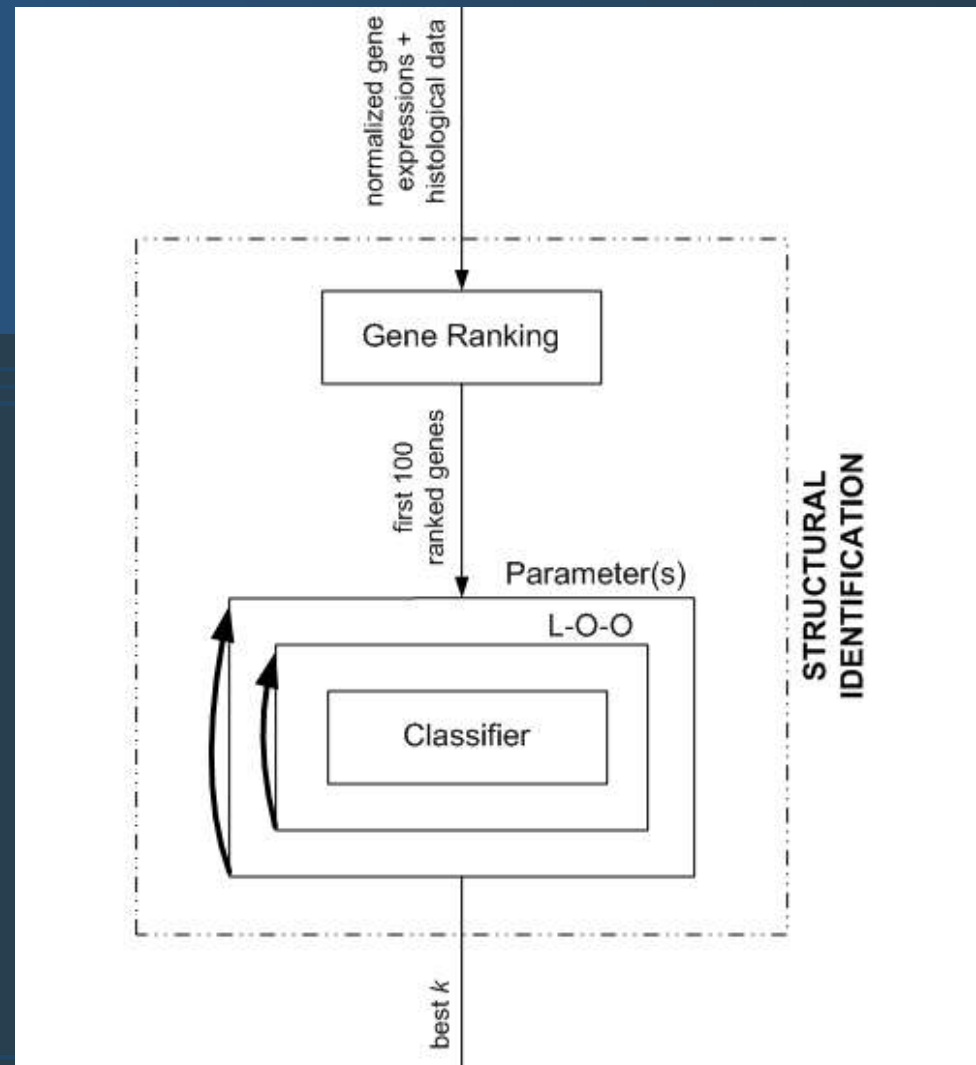 normalized gene
expressions +
histological data
Gene Ranking
first 100
ranked genes
Parameter(s)
L-O-O
Classifier
STRUCTURAL
IDENTIFICATION
best k